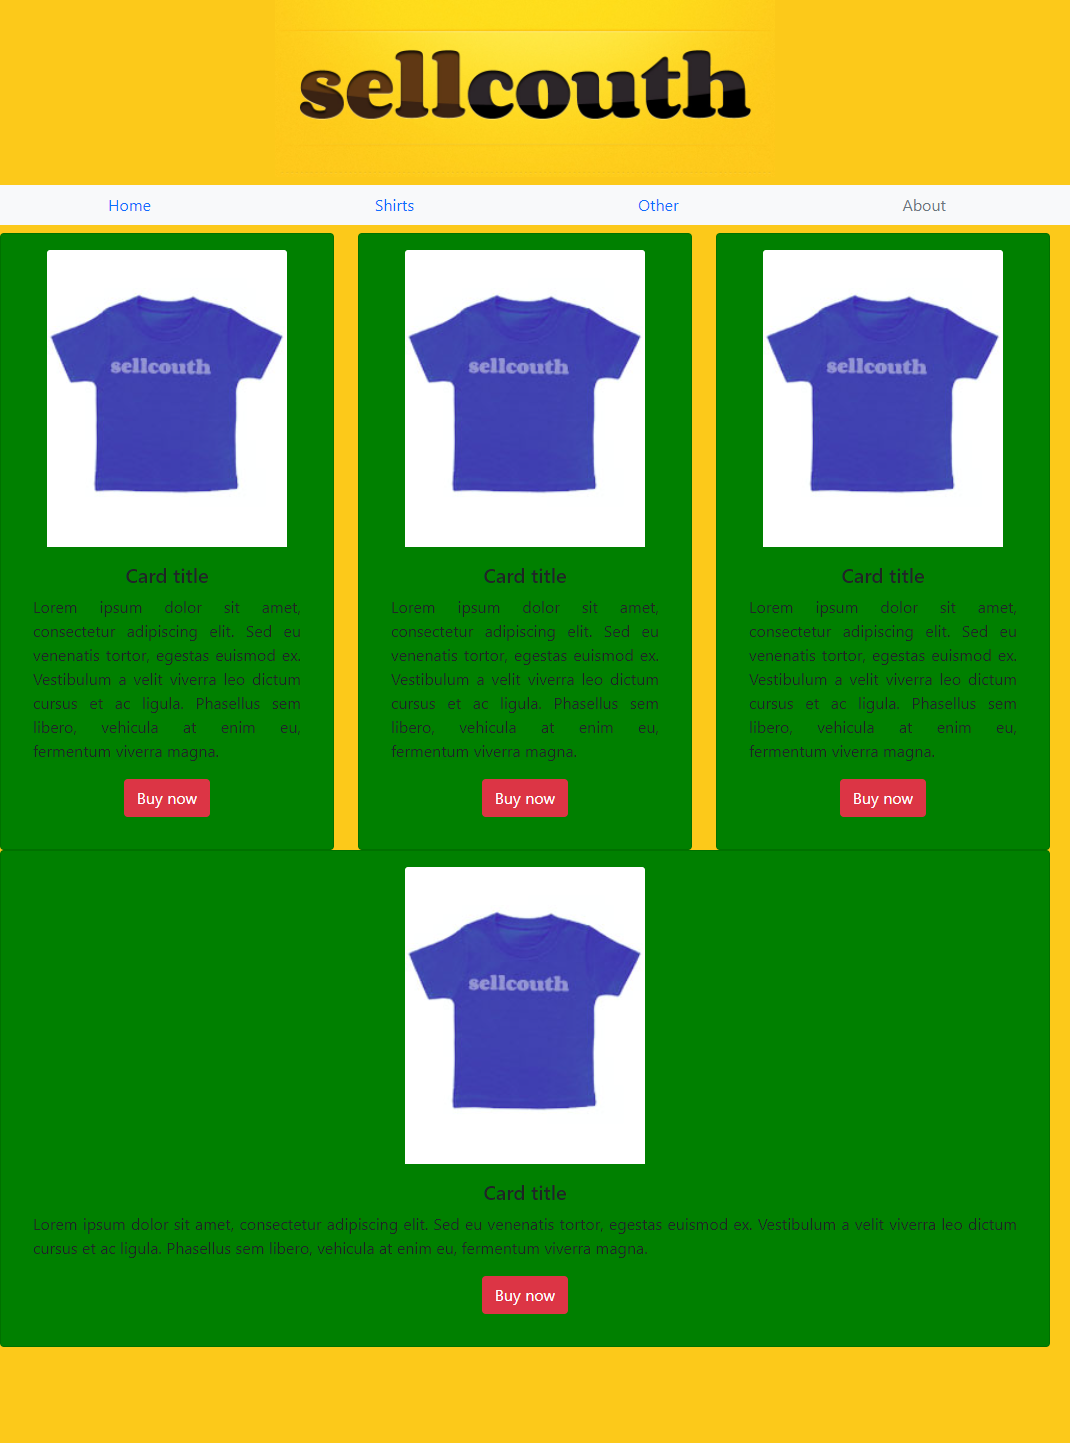 sellcouth
Home Shirts Other About
sellcouth sellcouth sellcouth
Card title
Lorem ipsum dolor sit amet,
consectetur adipiscing elit. Sed eu
venenatis tortor, egestas euismod ex.
Vestibulum a velit viverra leo dictum
cursus et ac ligula. Phasellus sem
libero, vehicula at enim eu,
fermentum viverra magna.
Buy now
Card title
Lorem ipsum dolor sit amet,
consectetur adipiscing elit. Sed eu
venenatis tortor, egestas euismod ex.
Vestibulum a velit viverra leo dictum
cursus et ac ligula. Phasellus sem
libero, vehicula at enim eu,
fermentum viverra magna.
Buy now
Card title
Lorem ipsum dolor sit amet,
consectetur adipiscing elit. Sed eu
venenatis tortor, egestas euismod ex.
Vestibulum a velit viverra leo dictum
cursus et ac ligula. Phasellus sem
libero, vehicula at enim eu,
fermentum viverra magna.
Buy now
sellcouth
Card title
Lorem ipsum dolor sit amet, consectetur adipiscing elit. Sed eu venenatis tortor, egestas euismod ex. Vestibulum a velit viverra leo dictum
cursus et ac ligula. Phasellus sem libero, vehicula at enim eu, fermentum viverra magna.
Buy now